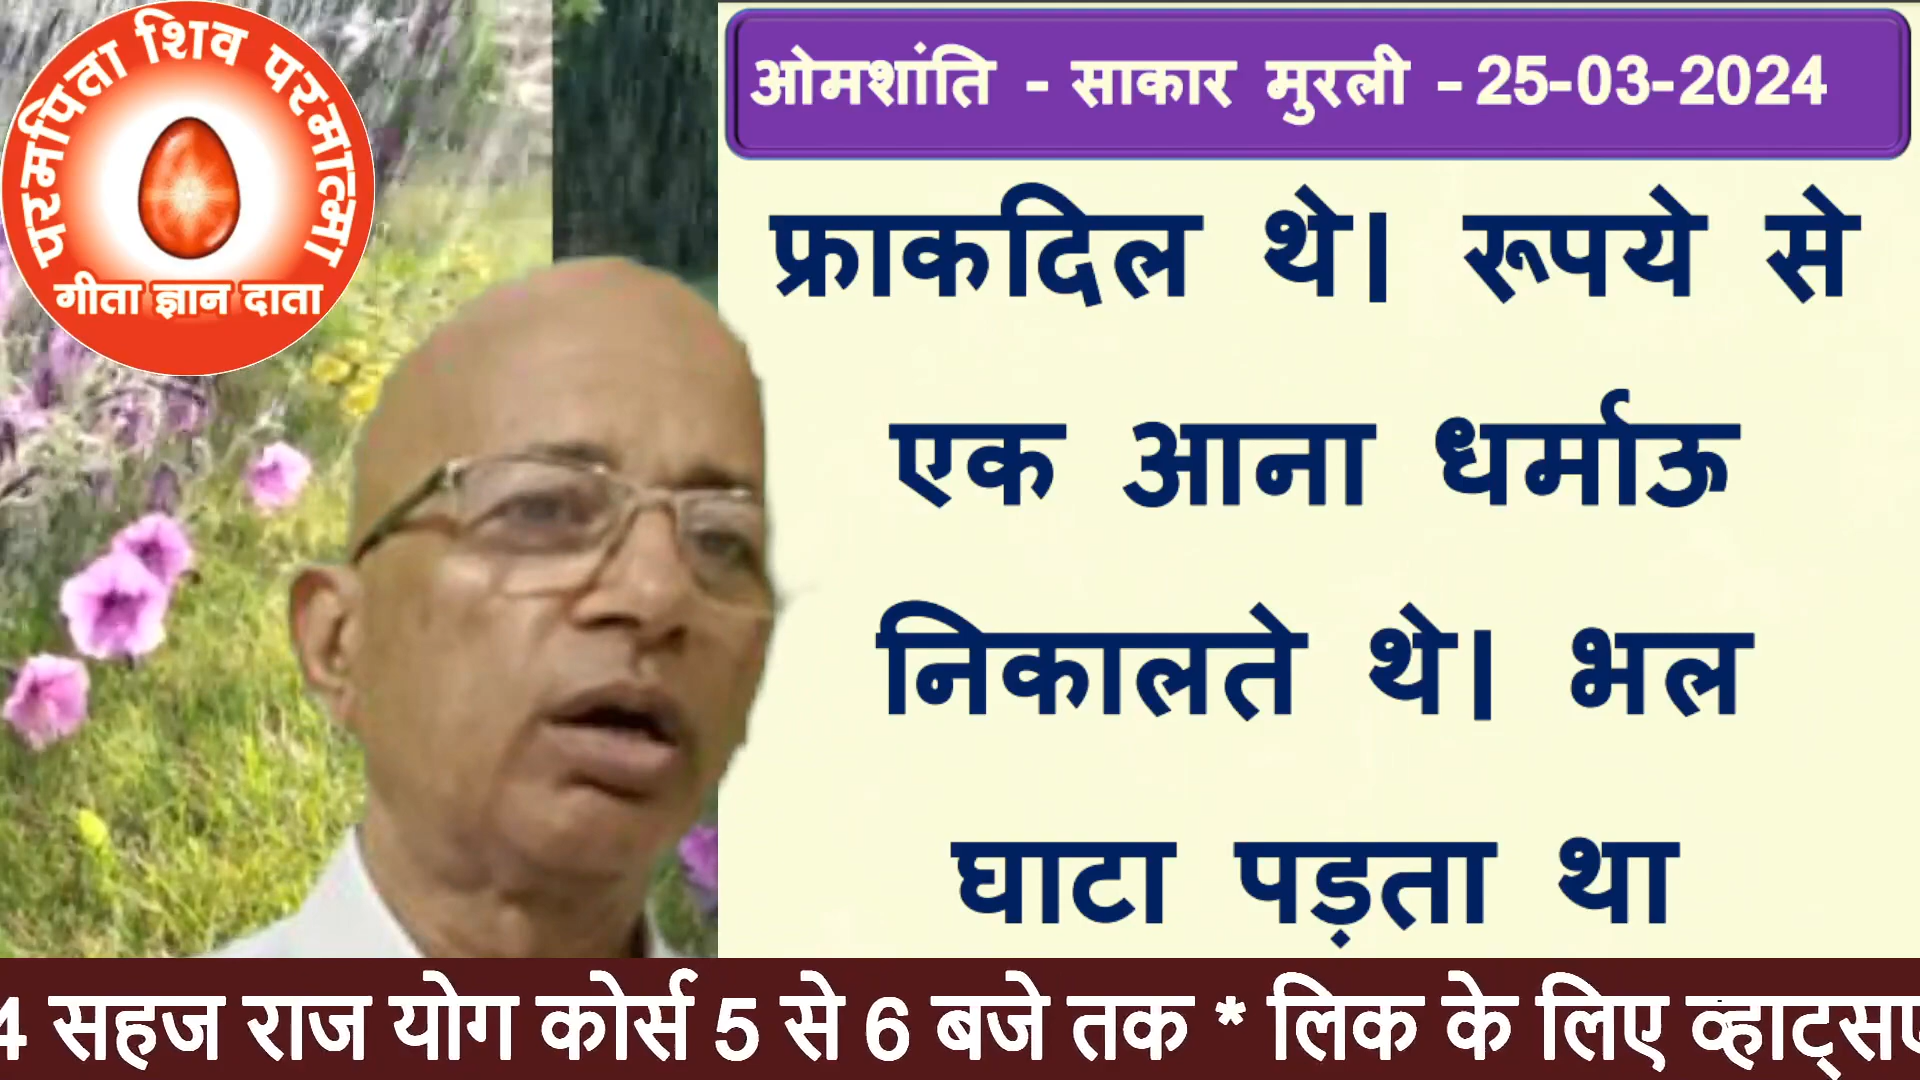 परमपिता शिव परमात्मा
गीता ज्ञान दाता
ओमशांति - साकार मुरली - 25-03-2024
फ्राकदिल थे। रूपये से
एक आना धर्माऊ
निकालते थे। भल
घाटा पड़ता था
4 सहज राज योग कोर्स 5 से 6 बजे तक * लिंक के लिए